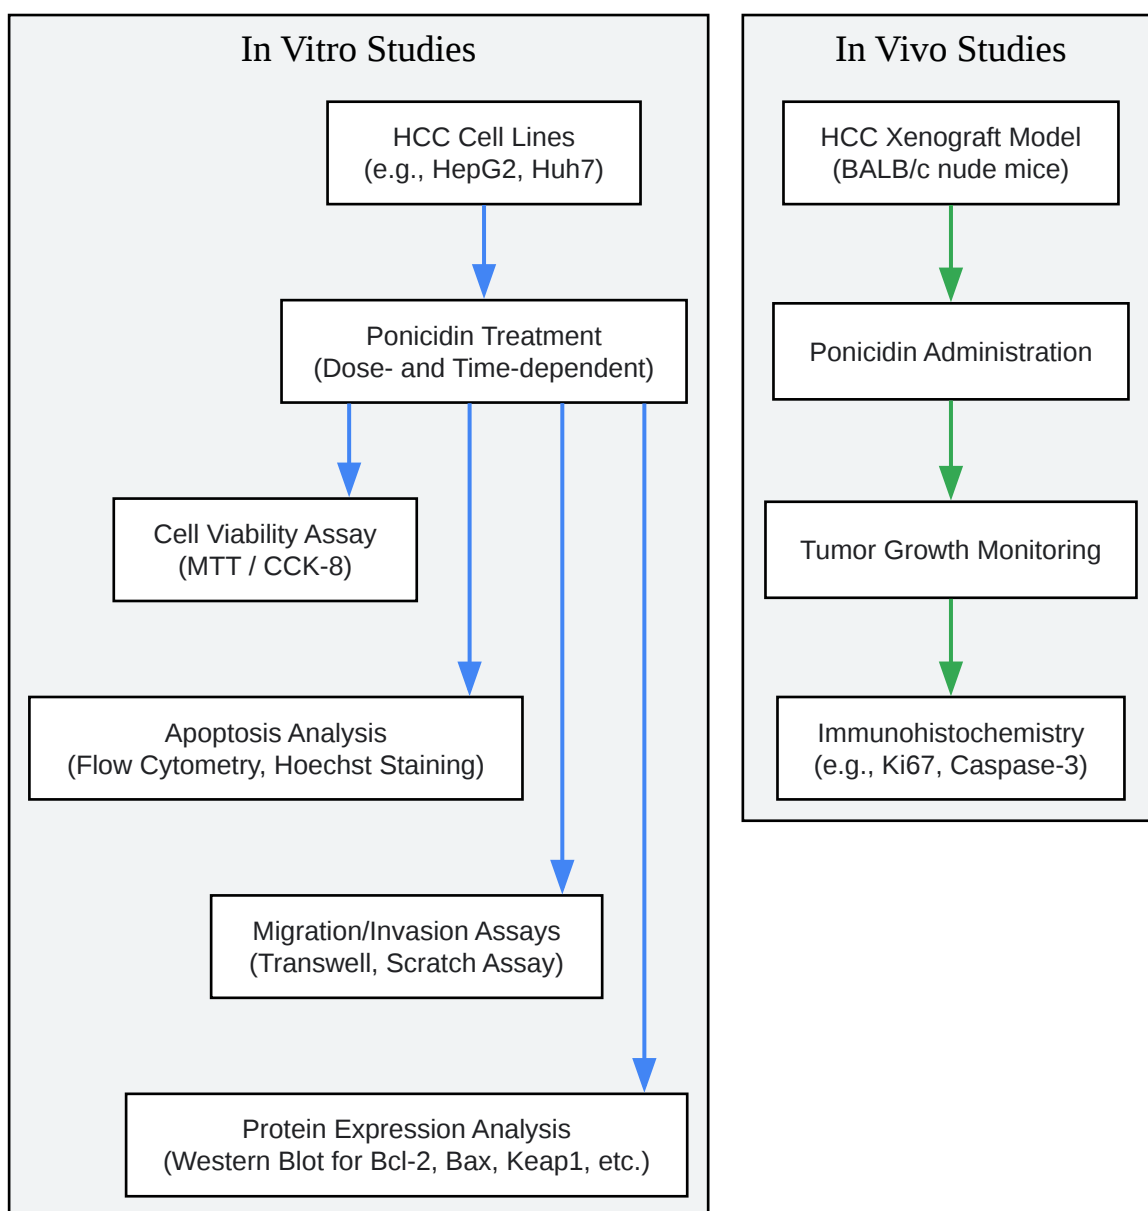 In Vitro Studies
HCC Cell Lines
(e.g., HepG2, Huh7)
Ponicidin Treatment
(Dose- and Time-dependent)
Cell Viability Assay
(MTT / CCK-8)
Apoptosis Analysis
(Flow Cytometry, Hoechst Staining)
Migration/Invasion Assays
(Transwell, Scratch Assay)
Protein Expression Analysis
(Western Blot for Bcl-2, Bax, Keap1, etc.)
In Vivo Studies
HCC Xenograft Model
(BALB/c nude mice)
Ponicidin Administration
Tumor Growth Monitoring
Immunohistochemistry
(e.g., Ki67, Caspase-3)